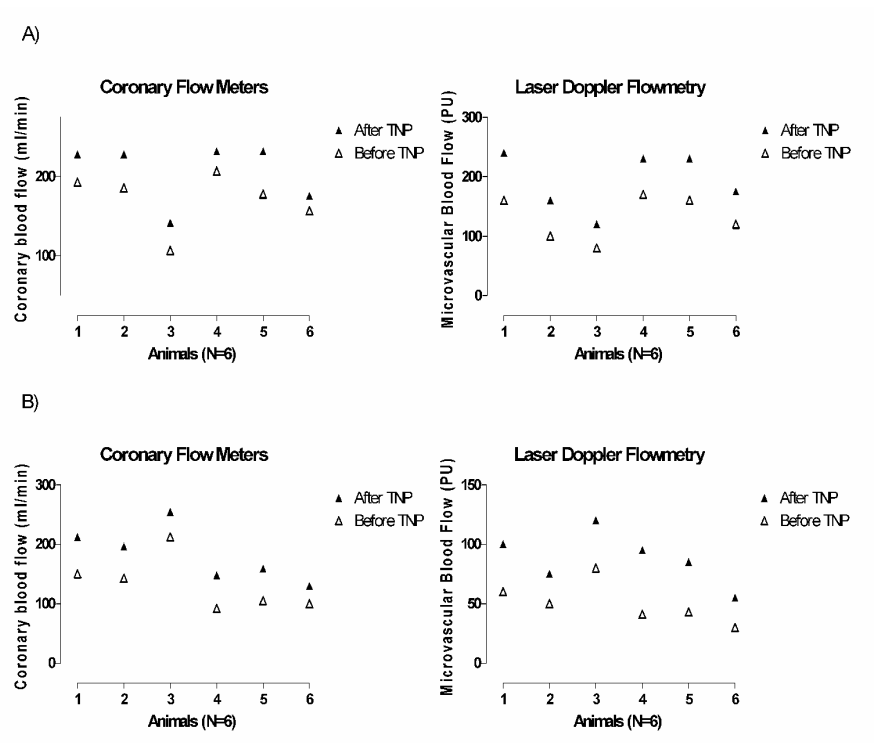 A)
Coronary Flow Meters
Coronary blood flow (ml/min)
200
100
After TNP
Before TNP
1 2 3 4 5 6
Animals (N=6)
Laser Doppler Flowmetry
Microvascular Blood Flow (PU)
300
200
100
0
After TNP
Before TNP
1 2 3 4 5 6
Animals (N=6)
B)
Coronary Flow Meters
Coronary blood flow (ml/min)
300
200
100
0
After TNP
Before TNP
1 2 3 4 5 6
Animals (N=6)
Laser Doppler Flowmetry
Microvascular Blood Flow (PU)
150
100
50
0
After TNP
Before TNP
1 2 3 4 5 6
Animals (N=6)